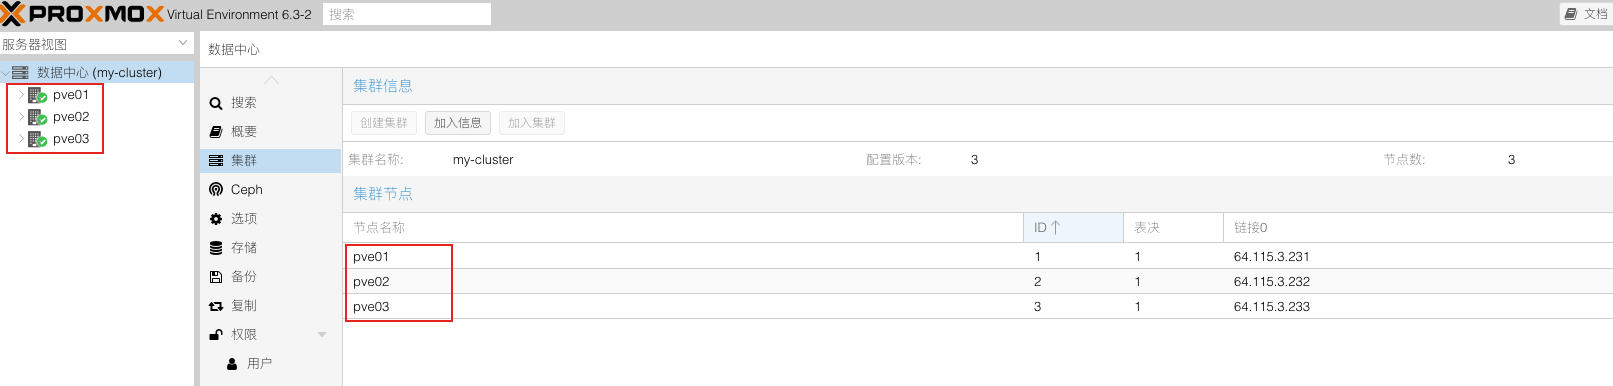 PROXMOX Virtual Environment 6.3-2 搜索 文档
服务器视图
数据中心 (my-cluster)
pve01
pve02
pve03
数据中心
搜索
概要
集群
Ceph
选项
存储
备份
复制
权限
用户
集群信息
创建集群 加入信息 加入集群
集群名称: my-cluster 配置版本: 3 节点数: 3
集群节点
节点名称 ID↑ 表决 链接0
pve01 1 1 64.115.3.231
pve02 2 1 64.115.3.232
pve03 3 1 64.115.3.233